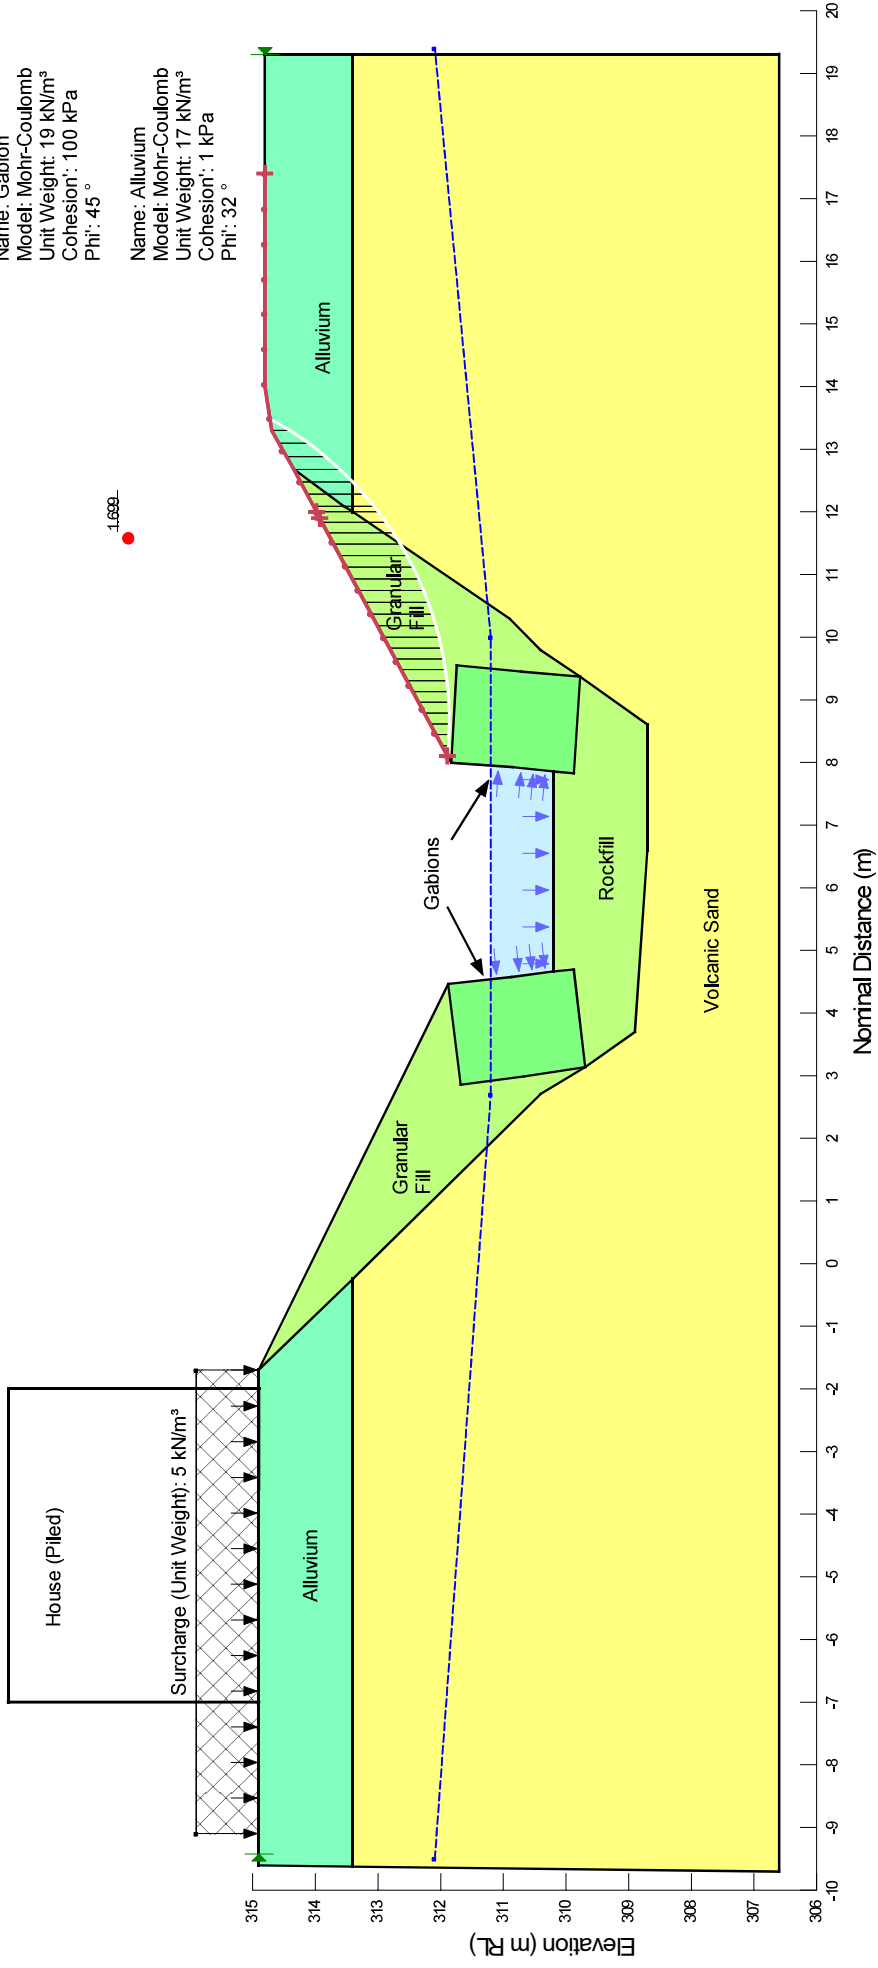 Name: Gabion
Model: Mohr-Coulomb
Unit Weight: 19 kN/m³
Cohesion': 100 kPa
Phi': 45 °
Name: Alluvium
Model: Mohr-Coulomb
Unit Weight: 17 kN/m³
Cohesion': 1 kPa
Phi': 32 °
1.699
House (Piled)
Surcharge (Unit Weight): 5 kN/m³
Alluvium
Granular
Fill
Gabions
Granular
Fill
Alluvium
Rockfill
Volcanic Sand
Elevation (m RL)
315
314
313
312
311
310
309
308
307
306
-10
-9
-8
-7
-6
-5
-4
-3
-2
-1
0
1
2
3
4
5
6
7
8
9
10
11
12
13
14
15
16
17
18
19
20
Nominal Distance (m)